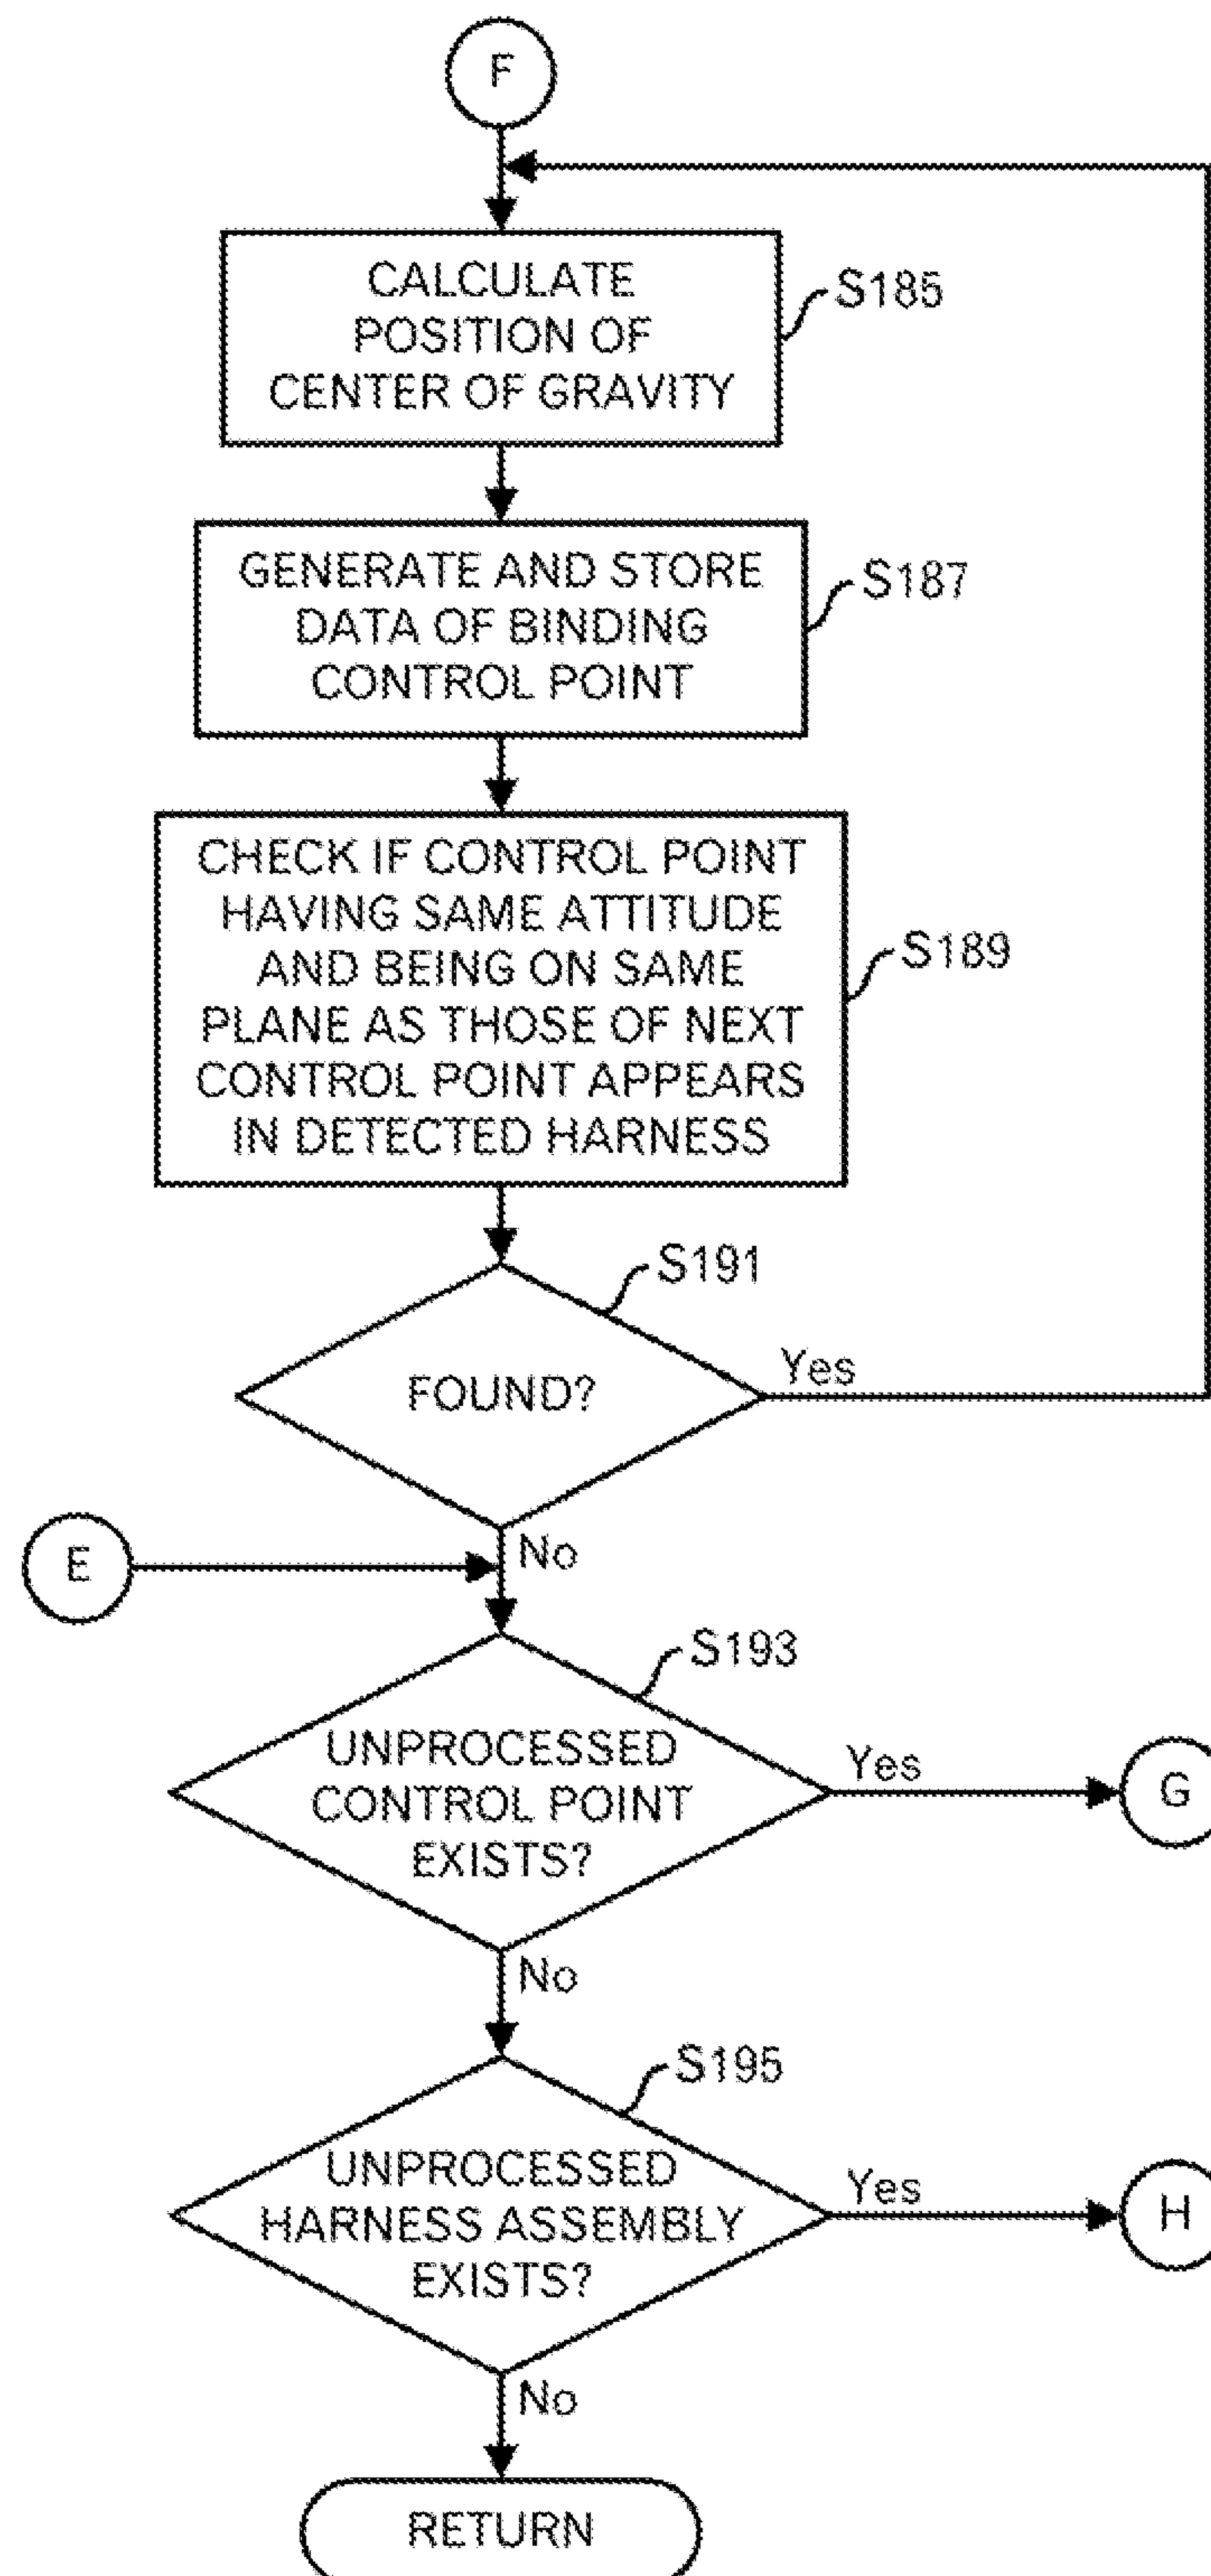 F
CALCULATE
POSITION OF
CENTER OF GRAVITY
S185
GENERATE AND STORE
DATA OF BINDING
CONTROL POINT
S187
CHECK IF CONTROL POINT
HAVING SAME ATTITUDE
AND BEING ON SAME
PLANE AS THOSE OF NEXT
CONTROL POINT APPEARS
IN DETECTED HARNESS
S189
S191
FOUND?
Yes
No
E
S193
UNPROCESSED
CONTROL POINT
EXISTS?
Yes
G
No
S195
UNPROCESSED
HARNESS ASSEMBLY
EXISTS?
Yes
H
No
RETURN